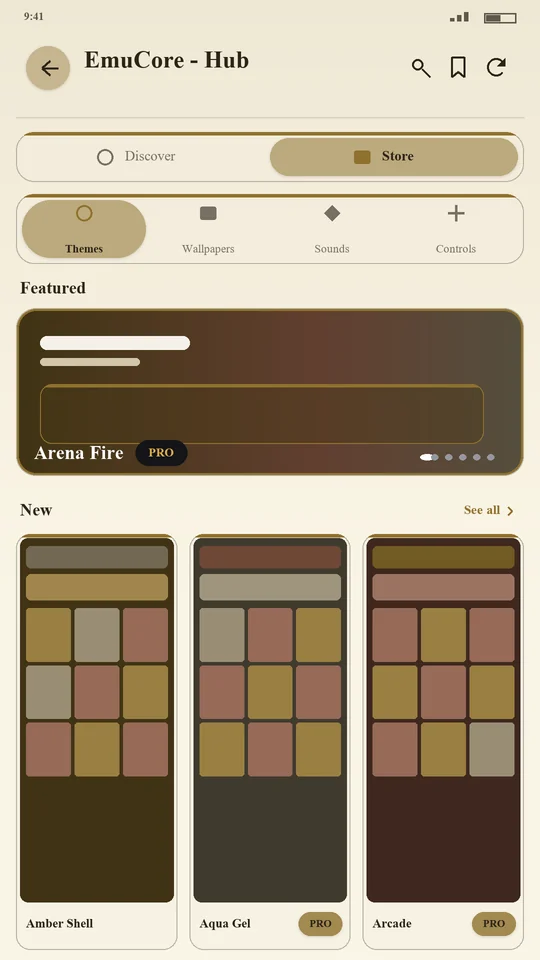 9:41
EmuCore - Hub
Discover
Store
Themes
Wallpapers
Sounds
Controls
Featured
Arena Fire
PRO
New
See all
Amber Shell
Aqua Gel
PRO
Arcade
PRO